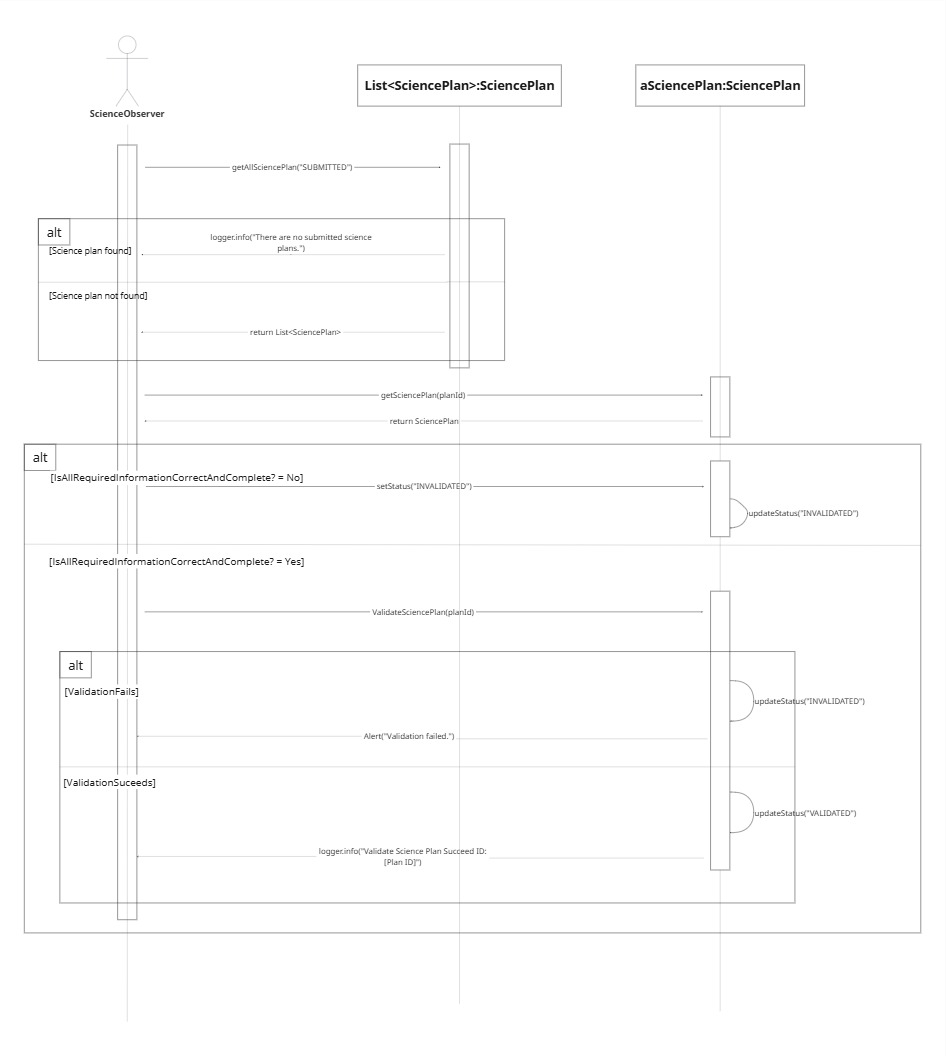 ScienceObserver
List<SciencePlan>:SciencePlan
aSciencePlan:SciencePlan
getAllSciencePlan("SUBMITTED")
alt
[Science plan found]
logger.info("There are no submitted science
plans.")
[Science plan not found]
return List<SciencePlan>
getSciencePlan(planId)
return SciencePlan
alt
[IsAllRequiredInformationCorrectAndComplete? = No]
setStatus("INVALIDATED")
updateStatus("INVALIDATED")
[IsAllRequiredInformationCorrectAndComplete? = Yes]
ValidateSciencePlan(planId)
alt
[ValidationFails]
updateStatus("INVALIDATED")
Alert("Validation failed.")
[ValidationSuceeds]
updateStatus("VALIDATED")
logger.info("Validate Science Plan Succeed ID:
[Plan ID]")